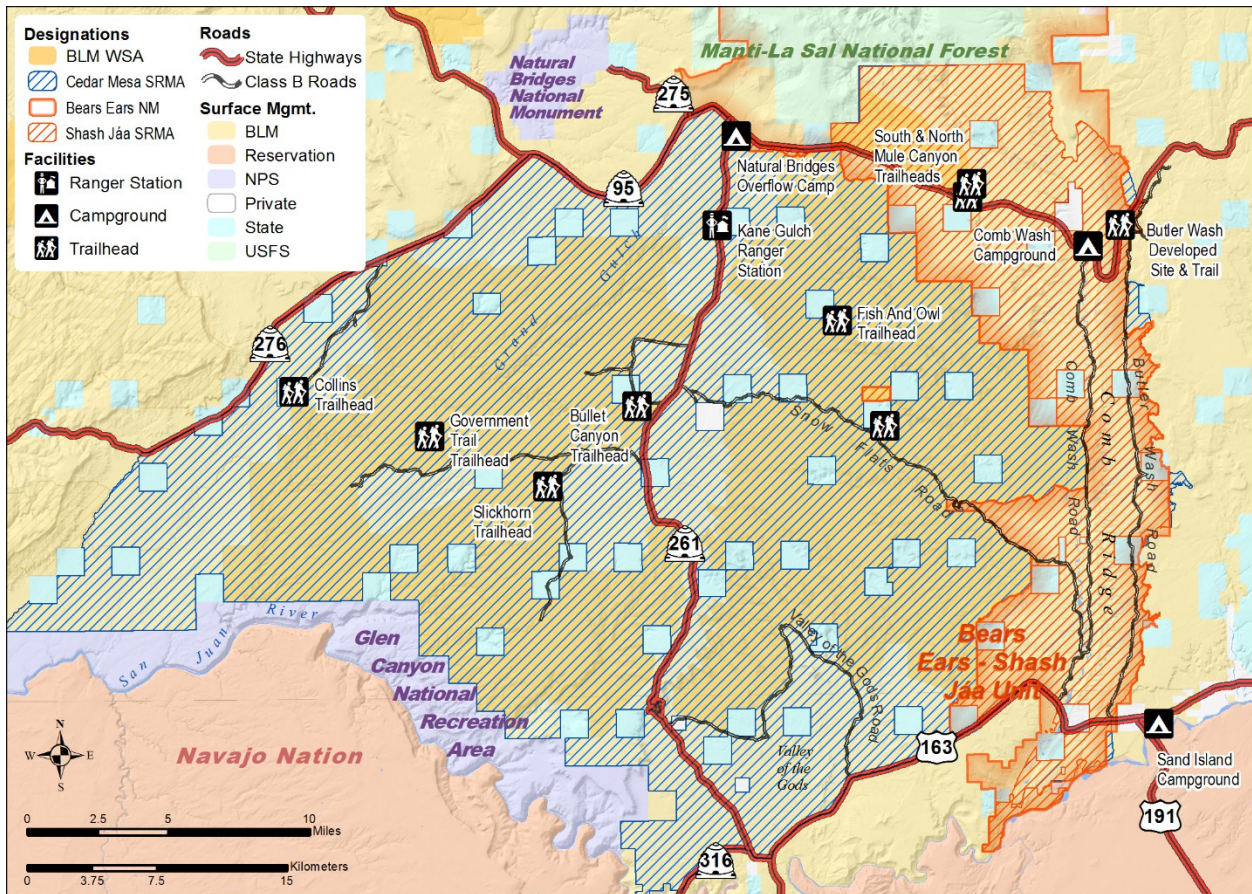 Designations
BLM WSA
Cedar Mesa SRMA
Bears Ears NM
Shash Jáa SRMA
Facilities
Ranger Station
Campground
Trailhead
Roads
State Highways
Class B Roads
Surface Mgmt.
BLM
Reservation
NPS
Private
State
USFS
Natural
Bridges
National
Monument
Manti-La Sal National Forest
275
95
276
261
163
191
316
Natural Bridges
Overflow Camp
South & North
Mule Canyon
Trailheads
Kane Gulch
Ranger
Station
Comb Wash
Campground
Butler Wash
Developed
Site & Trail
Fish And Owl
Trailhead
Grand Gulch
Collins
Trailhead
Government
Trail
Trailhead
Bullet
Canyon
Trailhead
Slickhorn
Trailhead
Snow Flats Road
Comb Wash Road
Comb Ridge
Butler Wash Road
San Juan River
Glen
Canyon
National
Recreation
Area
Navajo Nation
Valley of the Gods Road
Valley
of the
Gods
Bears
Ears - Shash
Jáa Unit
Sand Island
Campground
N
W E
S
0 2.5 5 10
Miles
Kilometers
0 3.75 7.5 15